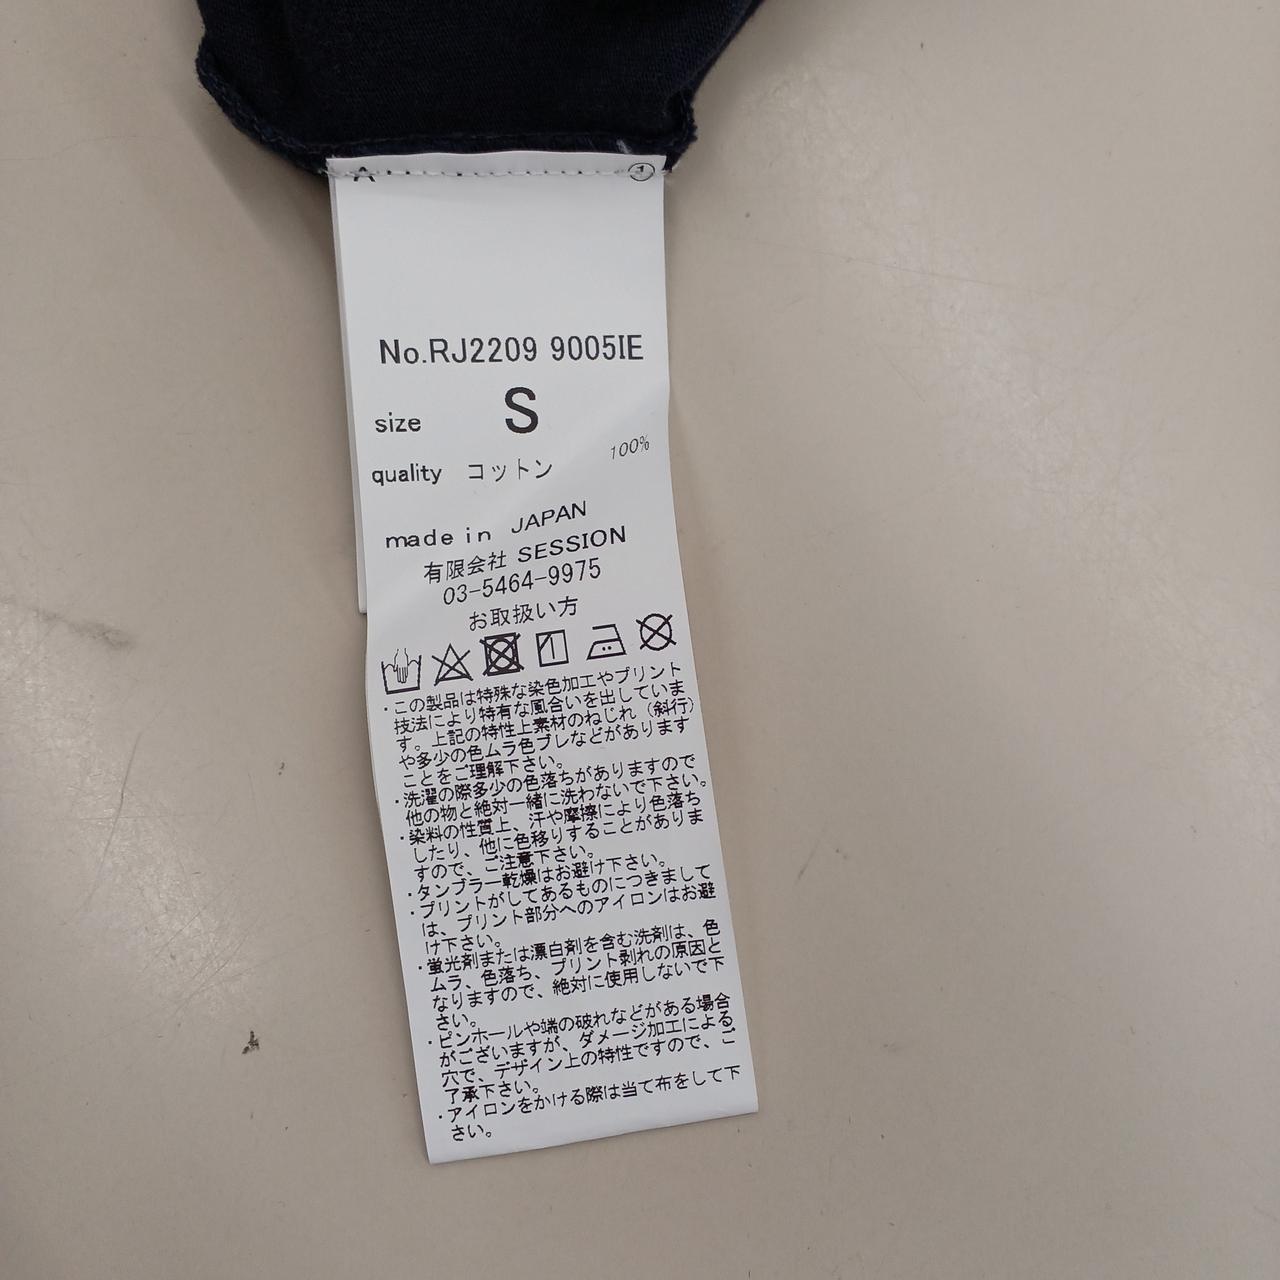 No.RJ2209 9005IE
size S
quality コットン 100%
made in JAPAN
有限会社 SESSION
03-5464-9975
お取扱い方
・この製品は特殊な染色加工やプリント
技法により特有な風合いを出していま
す。上記の特性上素材のねじれ（斜行）
や多少の色ムラ色ブレなどがあります
ことをご理解下さい。
・洗濯の際多少の色落ちがありますので
他の物と絶対一緒に洗わないで下さい。
・染料の性質上、汗や摩擦により色落ち
したり、他に色移りすることがありま
すので、ご注意下さい。
・タンブラー乾燥はお避け下さい。
・プリントがしてあるものにつきまして
は、プリント部分へのアイロンはお避
け下さい。
・蛍光剤または漂白剤を含む洗剤は、色
ムラ、色落ち、プリント剥れの原因と
なりますので、絶対に使用しないで下
さい。
・ピンホールや端の破れなどがある場合
がございますが、ダメージ加工によるご
穴で、デザイン上の特性ですので、ご
了承下さい。
・アイロンをかける際は当て布をして下
さい。